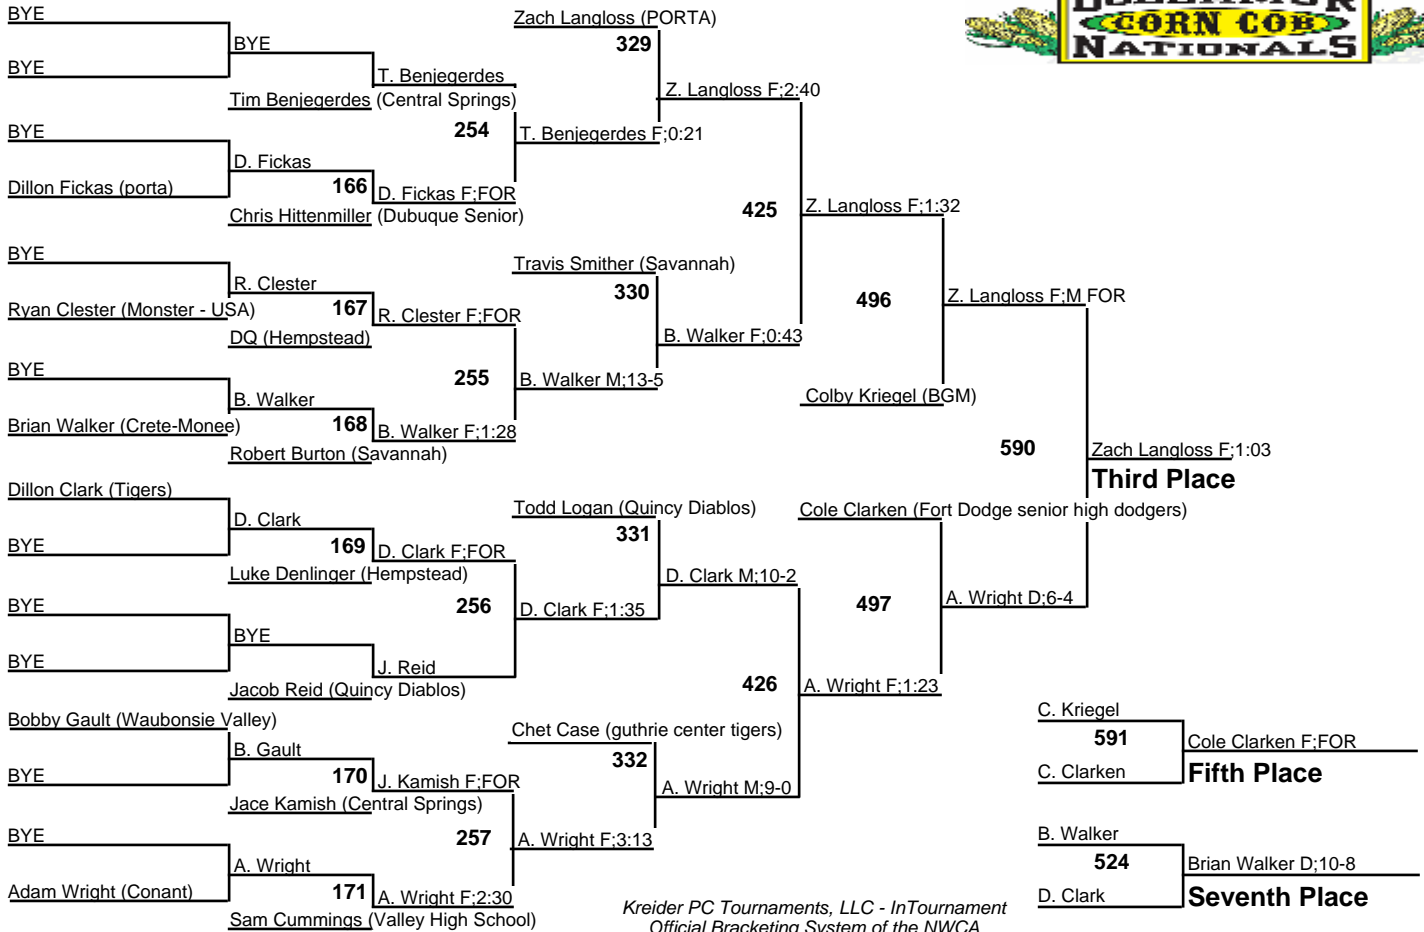 BYE
BYE
BYE
Tim Benjegerdes (Central Springs)
T. Benjegerdes
BYE
Dillon Fickas (porta)
D. Fickas
166
Chris Hittenmiller (Dubuque Senior)
D. Fickas F;FOR
254
T. Benjegerdes F;0:21
Zach Langloss (PORTA)
329
Z. Langloss F;2:40
BYE
Ryan Clester (Monster - USA)
R. Clester
167
DQ (Hempstead)
R. Clester F;FOR
BYE
Brian Walker (Crete-Monee)
B. Walker
168
Robert Burton (Savannah)
B. Walker F;1:28
255
B. Walker M;13-5
Travis Smither (Savannah)
330
B. Walker F;0:43
425
Z. Langloss F;1:32
496
Colby Kriegel (BGM)
Z. Langloss F;M FOR
Dillon Clark (Tigers)
BYE
D. Clark
169
Luke Denlinger (Hempstead)
D. Clark F;FOR
BYE
BYE
BYE
Jacob Reid (Quincy Diablos)
J. Reid
256
D. Clark F;1:35
Todd Logan (Quincy Diablos)
331
D. Clark M;10-2
Bobby Gault (Waubonsie Valley)
BYE
B. Gault
170
Jace Kamish (Central Springs)
J. Kamish F;FOR
BYE
Adam Wright (Conant)
A. Wright
171
Sam Cummings (Valley High School)
A. Wright F;2:30
257
A. Wright F;3:13
Chet Case (guthrie center tigers)
332
A. Wright M;9-0
426
A. Wright F;1:23
Cole Clarken (Fort Dodge senior high dodgers)
497
A. Wright D;6-4
590
Zach Langloss F;1:03
Third Place
C. Kriegel
591
C. Clarken
Cole Clarken F;FOR
Fifth Place
B. Walker
524
D. Clark
Brian Walker D;10-8
Seventh Place
CORN COB
NATIONALS
Kreider PC Tournaments, LLC - InTournament
Official Bracketing System of the NWCA